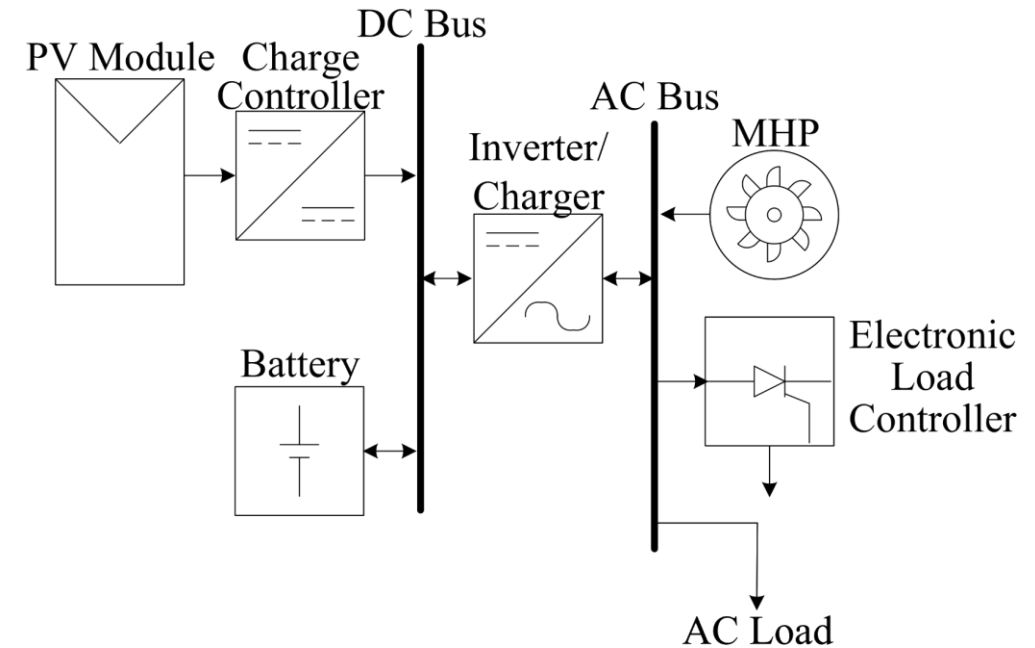 DC Bus
PV Module
Charge
Controller
AC Bus
MHP
Inverter/
Charger
Electronic
Load
Controller
Battery
AC Load